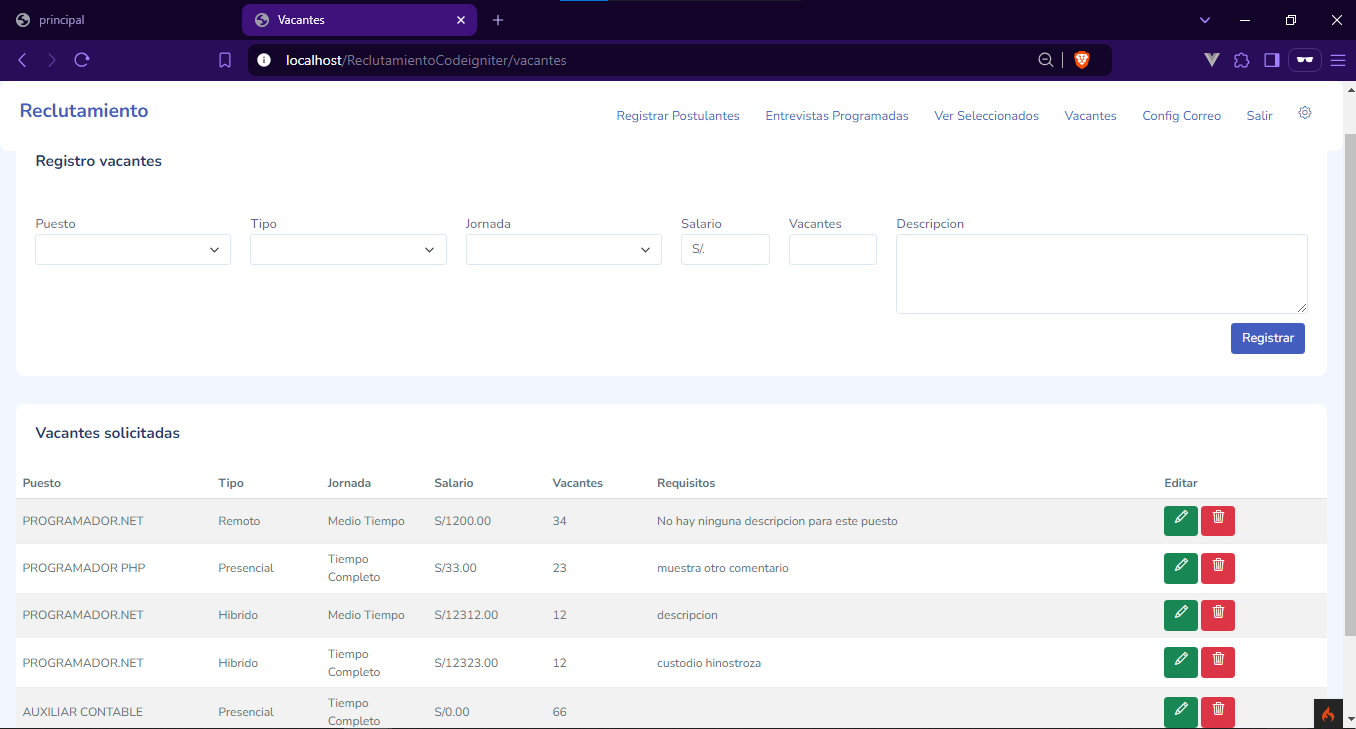 principal
Vacantes
localhost/ReclutamientoCodeigniter/vacantes
Reclutamiento
Registrar Postulantes Entrevistas Programadas Ver Seleccionados Vacantes Config Correo Salir
Registro vacantes
Puesto Tipo Jornada Salario Vacantes Descripcion
S/.
Registrar
Vacantes solicitadas
Puesto Tipo Jornada Salario Vacantes Requisitos Editar
PROGRAMADOR.NET Remoto Medio Tiempo S/1200.00 34 No hay ninguna descripcion para este puesto
PROGRAMADOR PHP Presencial Tiempo Completo S/33.00 23 muestra otro comentario
PROGRAMADOR.NET Hibrido Medio Tiempo S/12312.00 12 descripcion
PROGRAMADOR.NET Hibrido Tiempo Completo S/12323.00 12 custodio hinostroza
AUXILIAR CONTABLE Presencial Tiempo Completo S/0.00 66